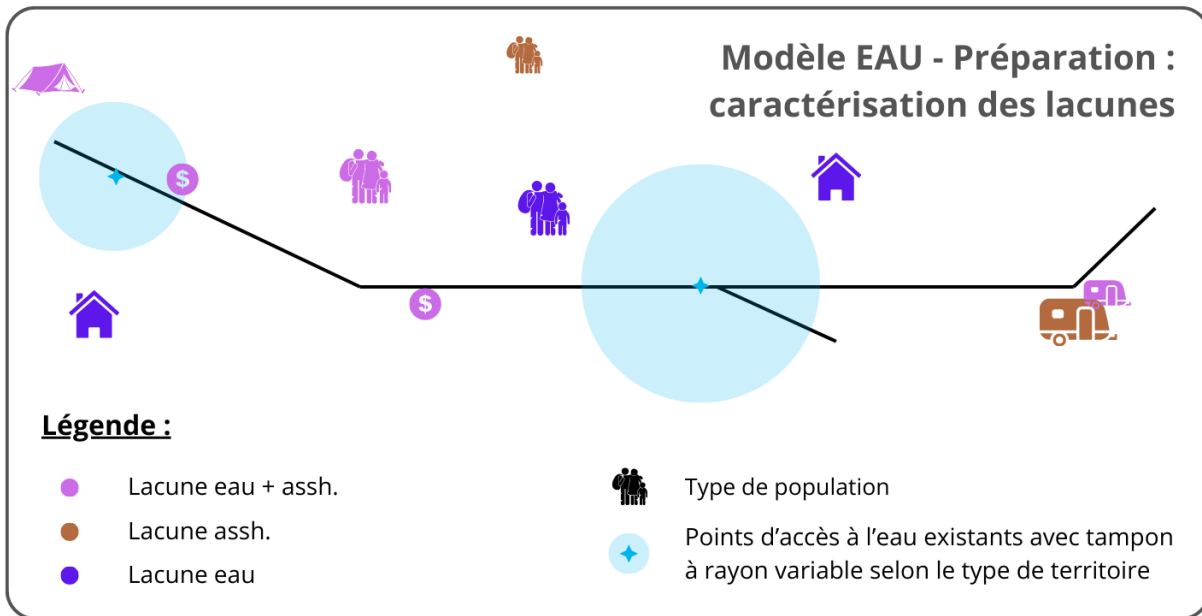 Modèle EAU - Préparation :
caractérisation des lacunes
$
$
Légende :
Lacune eau + assh.
Lacune assh.
Lacune eau
Type de population
Points d’accès à l’eau existants avec tampon
à rayon variable selon le type de territoire